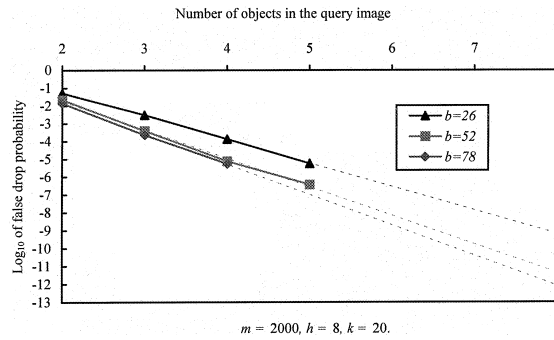 Number of objects in the query image
2 3 4 5 6 7
0
-1
-2
-3
-4
-5
-6
-7
-8
-9
-10
-11
-12
-13
Log₁₀ of false drop probability
b=26
b=52
b=78
m = 2000, h = 8, k = 20.